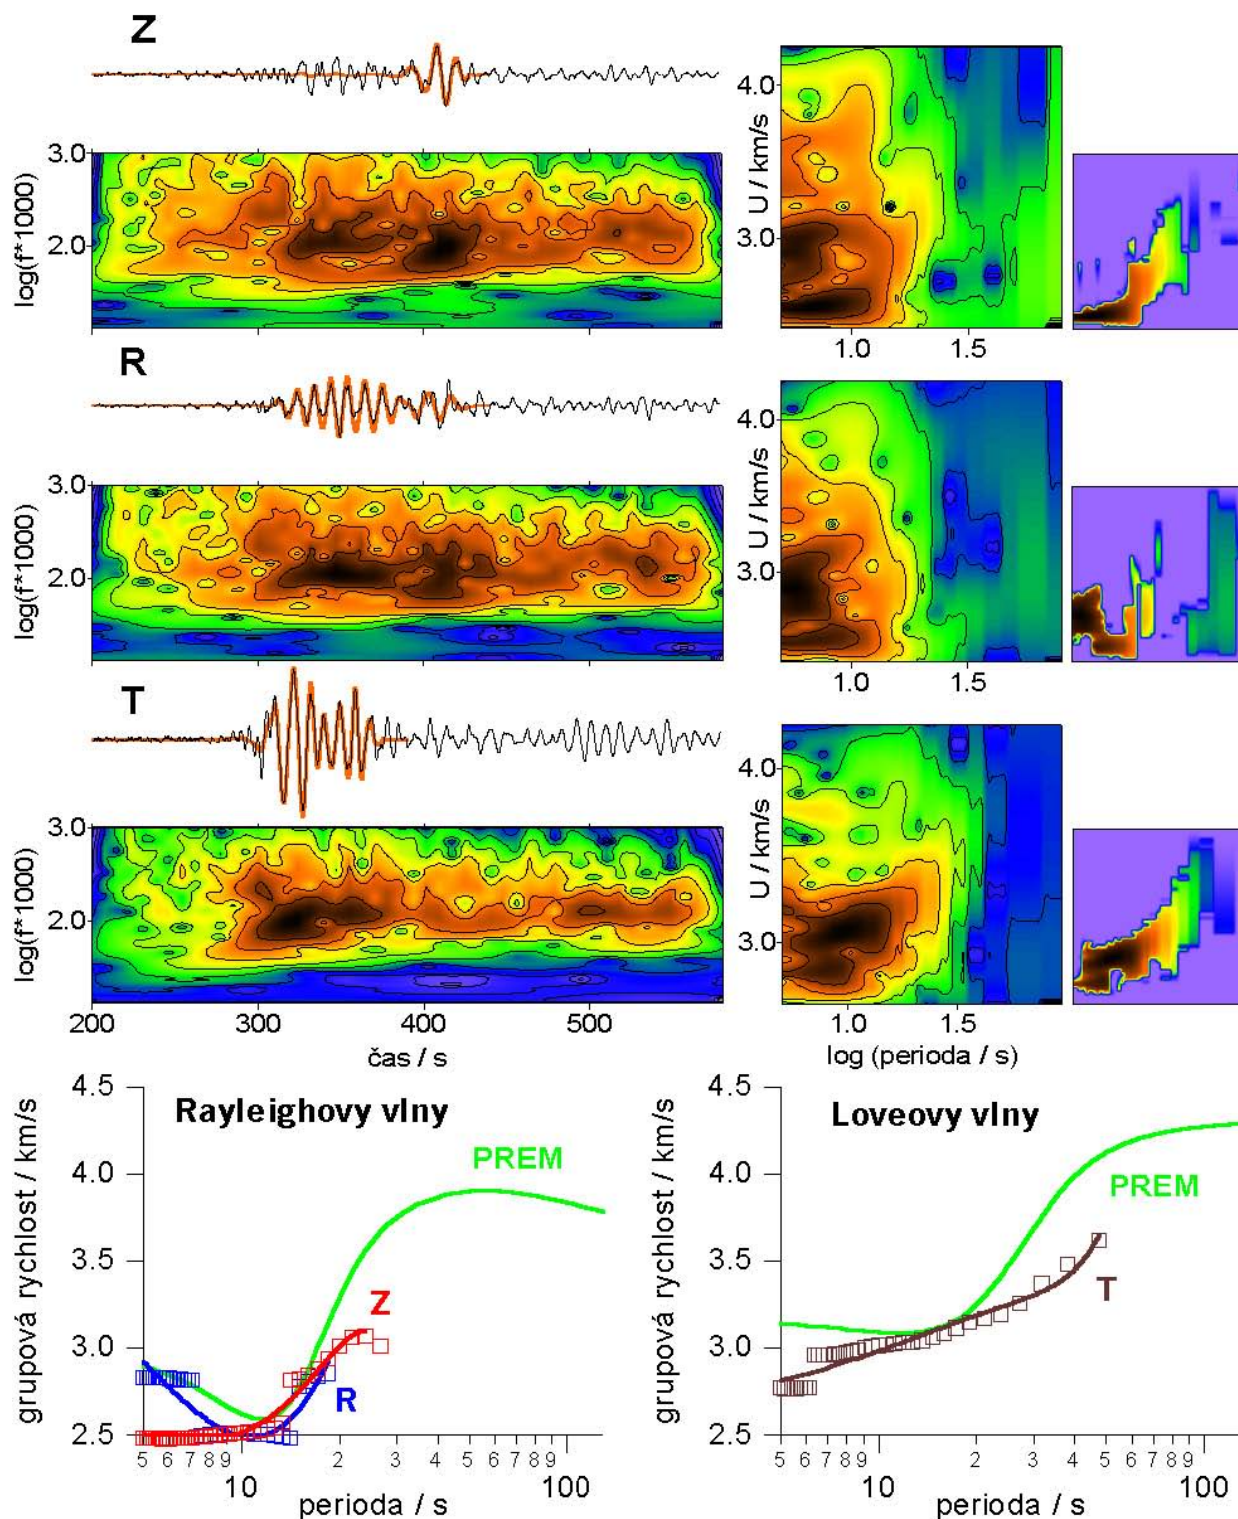 Z
3.0
2.0
log(f*1000)
4.0
3.0
U / km/s
1.0 1.5
R
3.0
2.0
log(f*1000)
200 300 400 500
4.0
3.0
U / km/s
1.0 1.5
T
3.0
2.0
log(f*1000)
200 300 400 500
čas / s
4.0
3.0
U / km/s
1.0 1.5
log (perioda / s)
Rayleighovy vlny
PREM
Z
R
4.5
4.0
3.5
3.0
2.5
grupová rychlost / km/s
5 6 7 8 9 2 3 4 5 6 7 8 9
10 100
perioda / s
Loveovy vlny
PREM
T
4.5
4.0
3.5
3.0
2.5
grupová rychlost / km/s
5 6 7 8 9 2 3 4 5 6 7 8 9
10 100
perioda / s